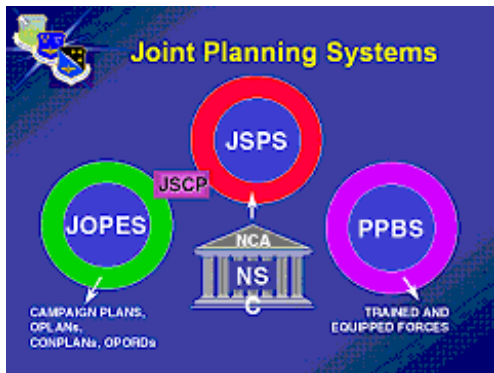 Joint Planning Systems
JSPS
JSCP
JOPES
PPBS
NCA
NS
C
CAMPAIGN PLANS,
OPLANs,
CONPLANs, OPORDs
TRAINED AND
EQUIPPED FORCES